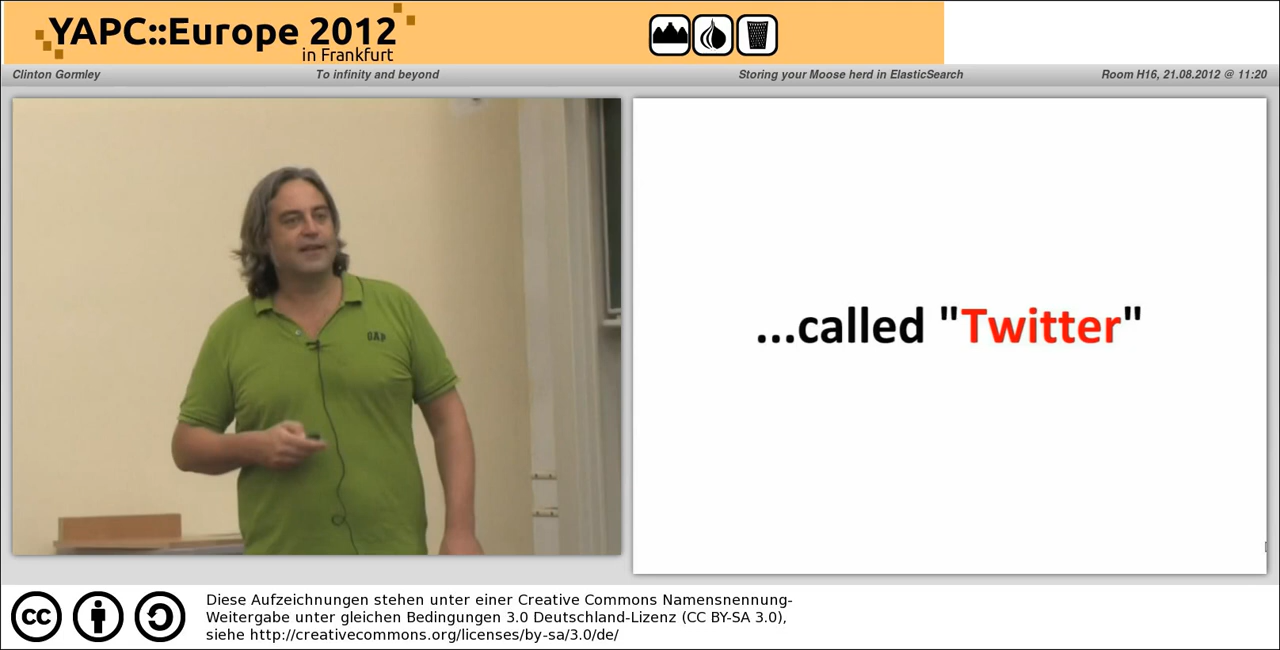 YAPC::Europe 2012
in Frankfurt
Clinton Gormley
To infinity and beyond
Storing your Moose herd in ElasticSearch
Room H16, 21.08.2012 @ 11:20
GAP
...called "Twitter"
cc
Diese Aufzeichnungen stehen unter einer Creative Commons Namensnennung-
Weitergabe unter gleichen Bedingungen 3.0 Deutschland-Lizenz (CC BY-SA 3.0),
siehe http://creativecommons.org/licenses/by-sa/3.0/de/